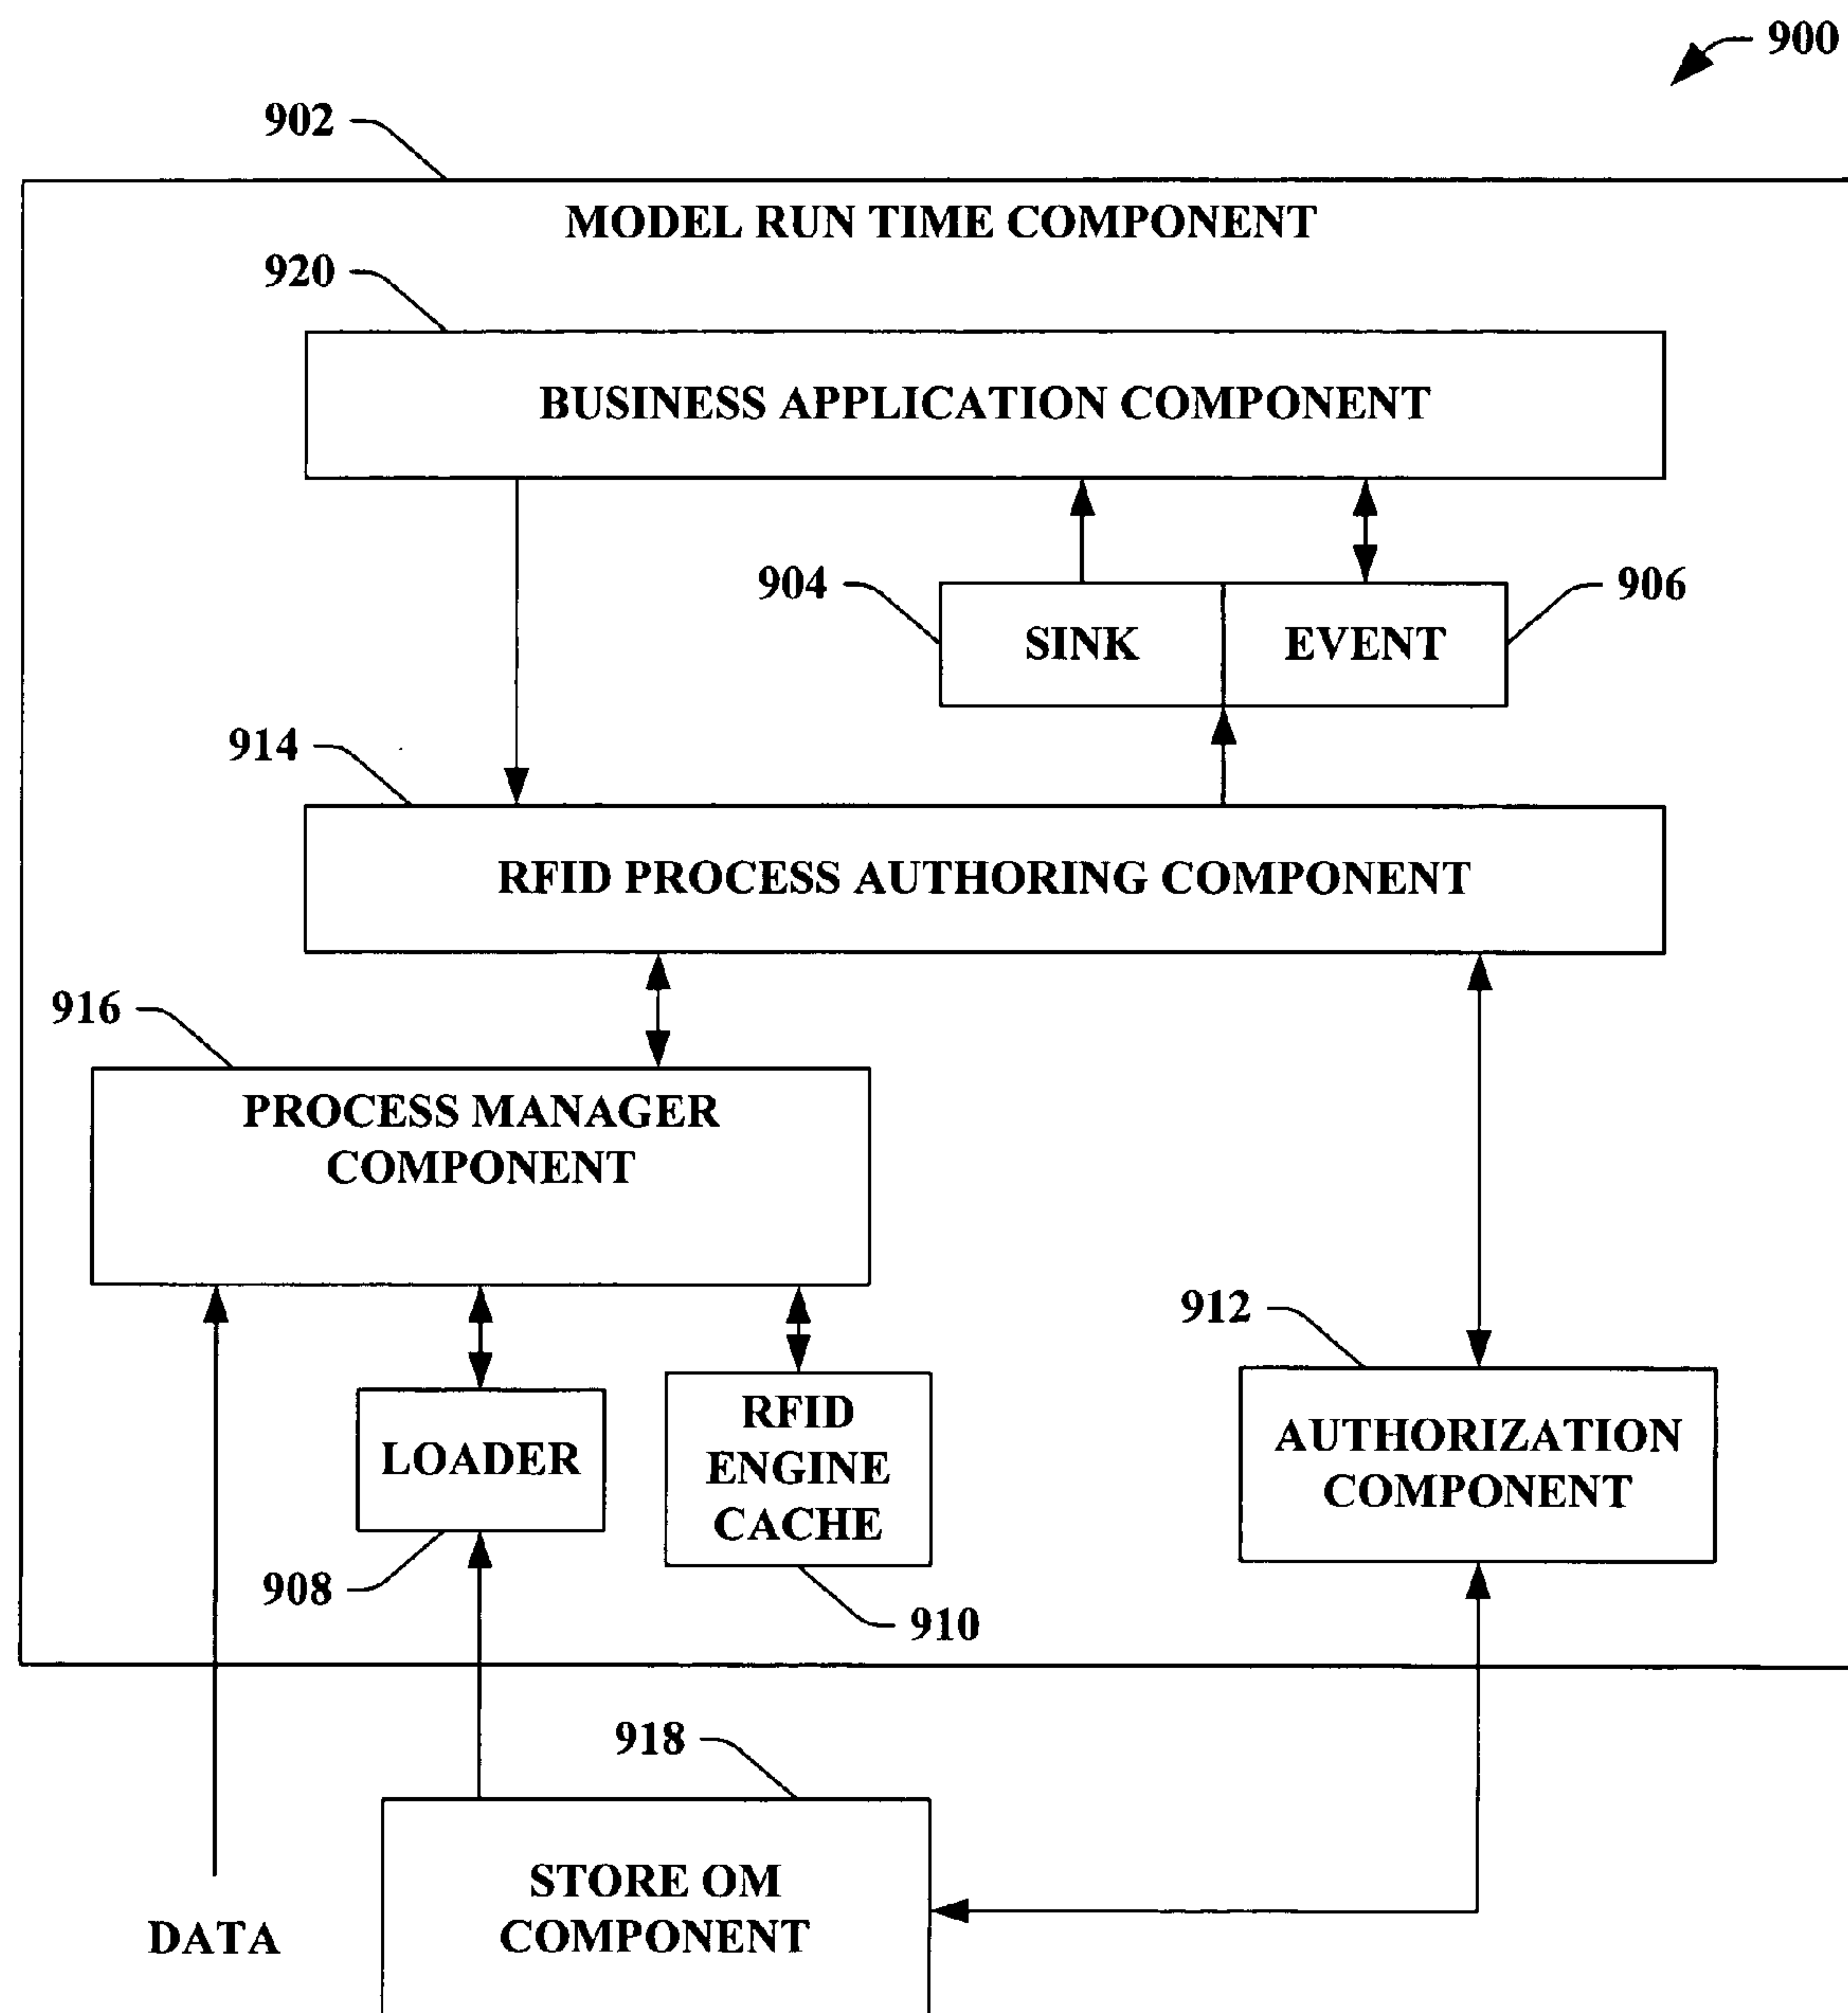 900
902
MODEL RUN TIME COMPONENT
920
BUSINESS APPLICATION COMPONENT
904
SINK
EVENT
906
914
RFID PROCESS AUTHORING COMPONENT
916
PROCESS MANAGER
COMPONENT
912
LOADER
RFID
ENGINE
CACHE
AUTHORIZATION
COMPONENT
908
910
918
STORE OM
COMPONENT
DATA